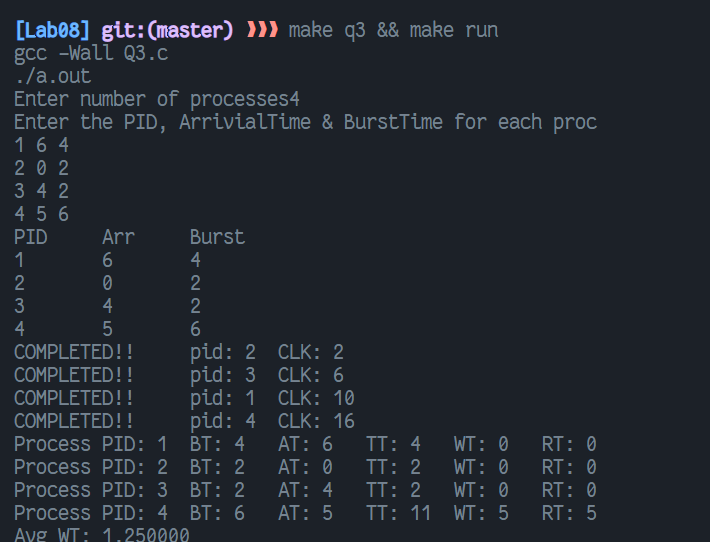 [Lab08] git:(master) ❱❱❱ make q3 && make run
gcc -Wall Q3.c
./a.out
Enter number of processes4
Enter the PID, ArrivialTime & BurstTime for each proc
1 6 4
2 0 2
3 4 2
4 5 6
PID Arr Burst
1 6 4
2 0 2
3 4 2
4 5 6
COMPLETED!! pid: 2 CLK: 2
COMPLETED!! pid: 3 CLK: 6
COMPLETED!! pid: 1 CLK: 10
COMPLETED!! pid: 4 CLK: 16
Process PID: 1 BT: 4 AT: 6 TT: 4 WT: 0 RT: 0
Process PID: 2 BT: 2 AT: 0 TT: 2 WT: 0 RT: 0
Process PID: 3 BT: 2 AT: 4 TT: 2 WT: 0 RT: 0
Process PID: 4 BT: 6 AT: 5 TT: 11 WT: 5 RT: 5
Avg WT: 1.250000